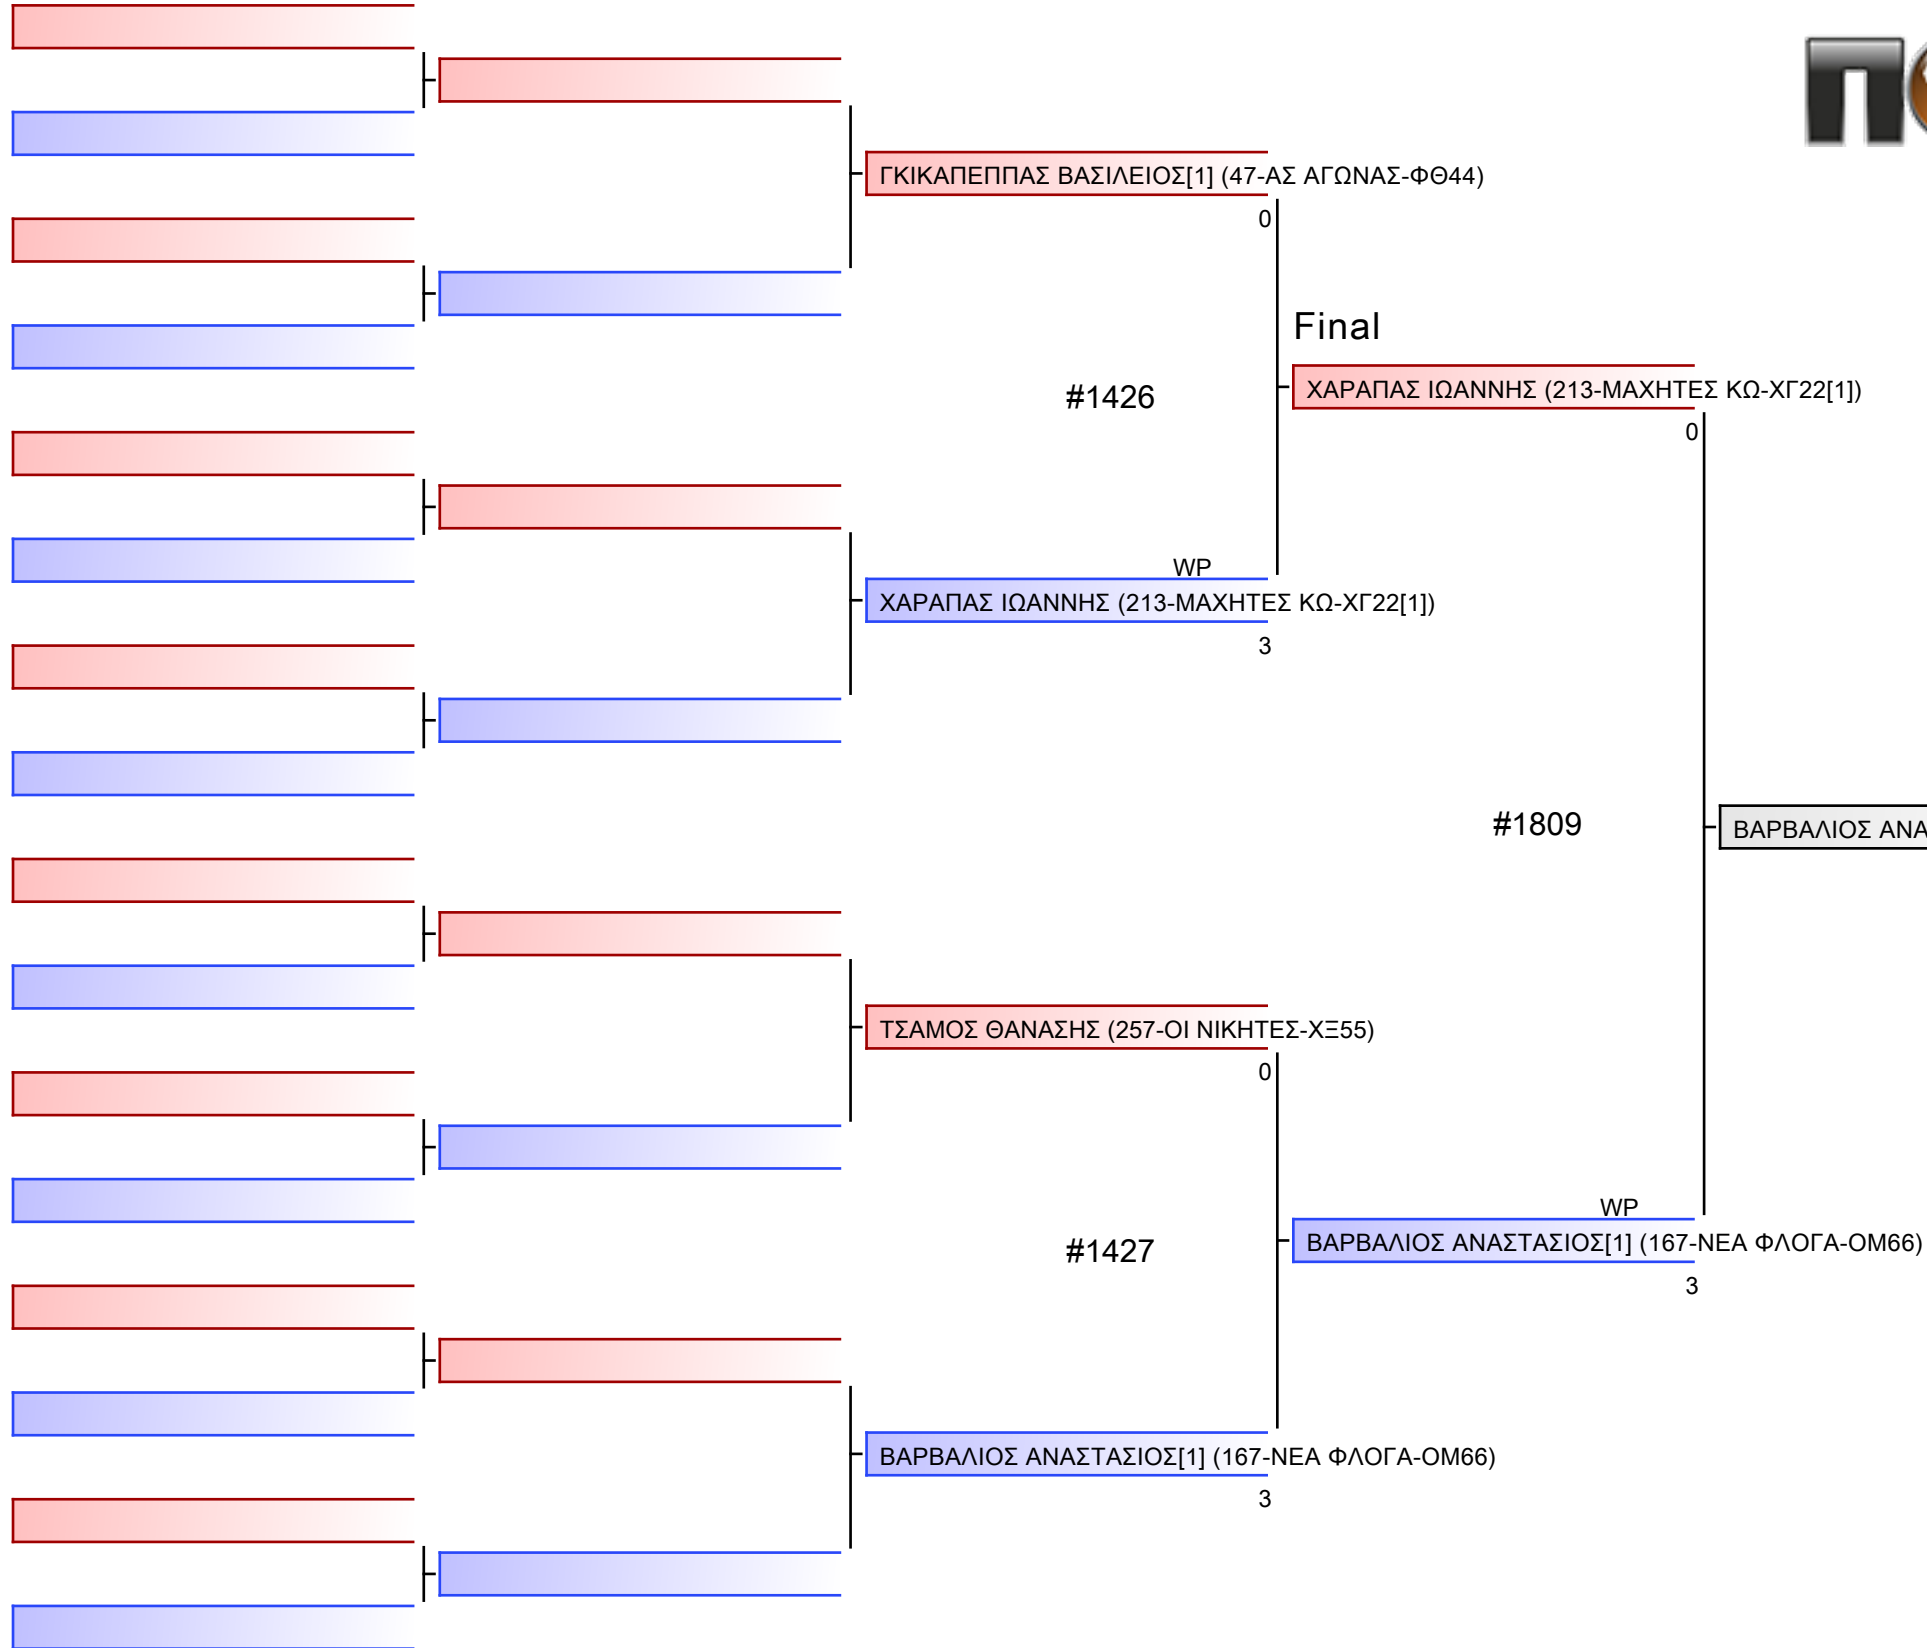 ΓΚΙΚΑΠΕΠΠΑΣ ΒΑΣΙΛΕΙΟΣ[1] (47-ΑΣ ΑΓΩΝΑΣ-ΦΘ44)
0
Final
#1426
ΧΑΡΑΠΑΣ ΙΩΑΝΝΗΣ (213-ΜΑΧΗΤΕΣ ΚΩ-ΧΓ22[1])
0
WP
ΧΑΡΑΠΑΣ ΙΩΑΝΝΗΣ (213-ΜΑΧΗΤΕΣ ΚΩ-ΧΓ22[1])
3
#1809
ΒΑΡΒΑΛΙΟΣ ΑΝΑ
ΤΣΑΜΟΣ ΘΑΝΑΣΗΣ (257-ΟΙ ΝΙΚΗΤΕΣ-ΧΞ55)
0
WP
#1427
ΒΑΡΒΑΛΙΟΣ ΑΝΑΣΤΑΣΙΟΣ[1] (167-ΝΕΑ ΦΛΟΓΑ-ΟΜ66)
3
ΒΑΡΒΑΛΙΟΣ ΑΝΑΣΤΑΣΙΟΣ[1] (167-ΝΕΑ ΦΛΟΓΑ-ΟΜ66)
3